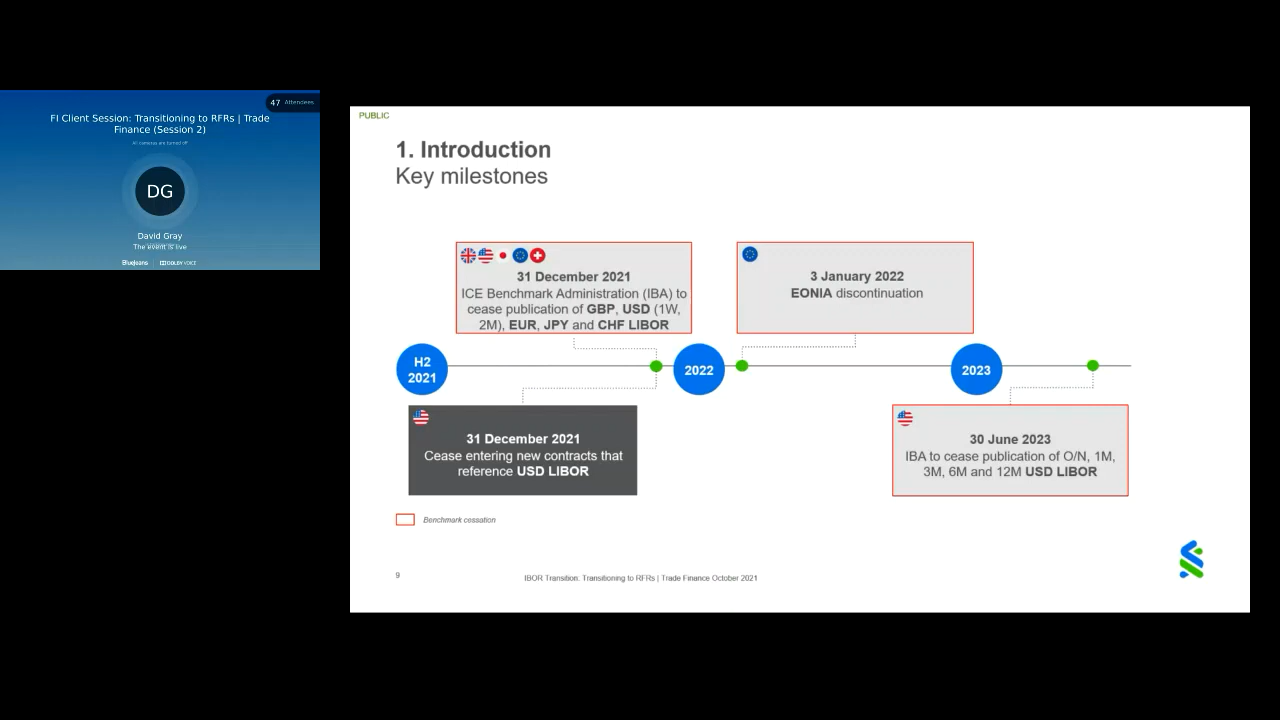 47 Attendees
FI Client Session: Transitioning to RFRs | Trade
Finance (Session 2)
All cameras are turned off
DG
David Gray
The event is live
BlueJeans | DOLBY VOICE
PUBLIC
1. Introduction
Key milestones
31 December 2021
ICE Benchmark Administration (IBA) to
cease publication of GBP, USD (1W,
2M), EUR, JPY and CHF LIBOR
3 January 2022
EONIA discontinuation
H2
2021
2022
2023
31 December 2021
Cease entering new contracts that
reference USD LIBOR
30 June 2023
IBA to cease publication of O/N, 1M,
3M, 6M and 12M USD LIBOR
Benchmark cessation
9
IBOR Transition: Transitioning to RFRs | Trade Finance October 2021